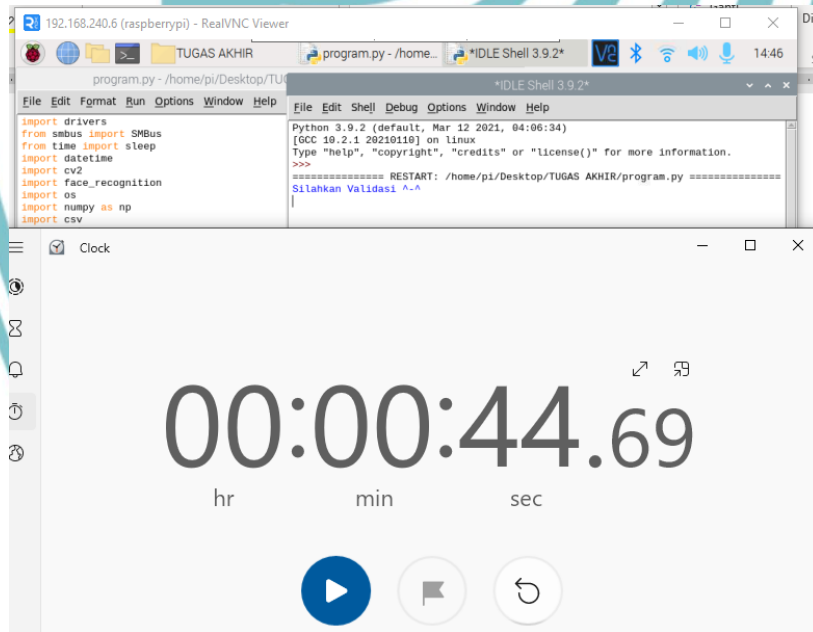 192.168.240.6 (raspberrypi) - RealVNC Viewer
TUGAS AKHIR
program.py - /home...
*IDLE Shell 3.9.2*
14:46
program.py - /home/pi/Desktop/TUG
File Edit Format Run Options Window Help
import drivers
from smbus import SMBus
from time import sleep
import datetime
import cv2
import face_recognition
import os
import numpy as np
import csv
*IDLE Shell 3.9.2*
File Edit Shell Debug Options Window Help
Python 3.9.2 (default, Mar 12 2021, 04:06:34)
[GCC 10.2.1 20210110] on linux
Type "help", "copyright", "credits" or "license()" for more information.
>>>
=============== RESTART: /home/pi/Desktop/TUGAS AKHIR/program.py ===============
Silahkan Validasi ^-^
Clock
00:00:44.69
hr min sec